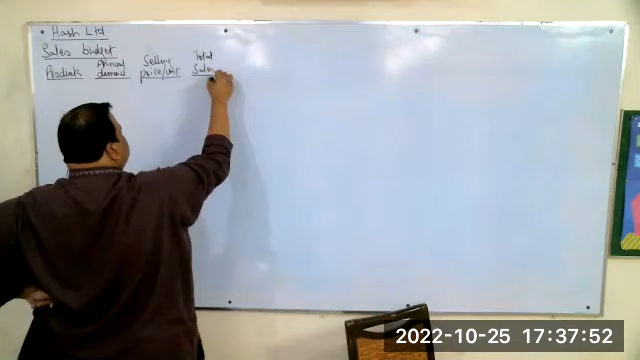 Hash Ltd
Sales budget
Products Annual demand Selling price/unit Total Sales
2022-10-25 17:37:52